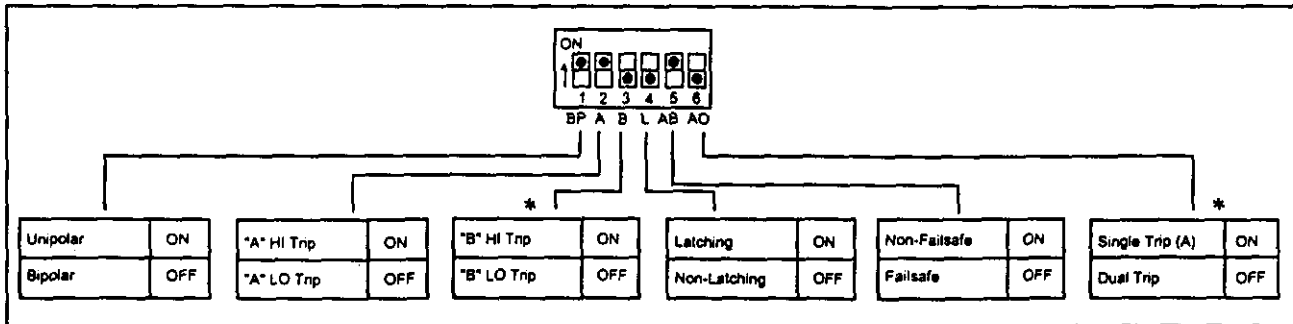 ON
1 2 3 4 5 6
BP A B L AB AO
* *
Unipolar ON
Bipolar OFF
"A" HI Trip ON
"A" LO Trip OFF
"B" HI Trip ON
"B" LO Trip OFF
Latching ON
Non-Latching OFF
Non-Failsafe ON
Failsafe OFF
Single Trip (A) ON
Dual Trip OFF